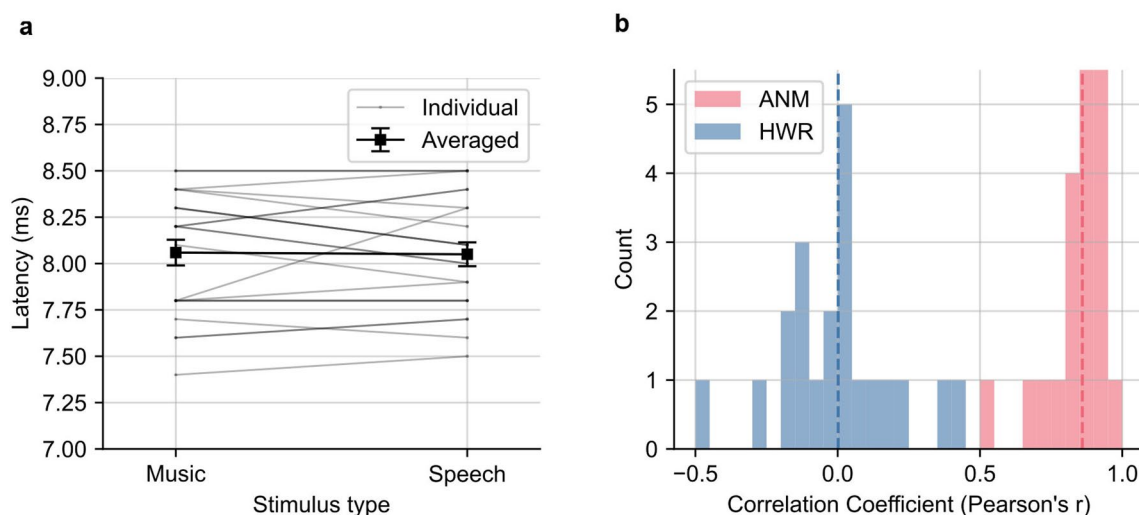 a
9.00
8.75
8.50
8.25
8.00
7.75
7.50
7.25
7.00
Latency (ms)
Individual
Averaged
Music
Speech
Stimulus type
b
5
4
3
2
1
0
Count
ANM
HWR
−0.5
0.0
0.5
1.0
Correlation Coefficient (Pearson's r)